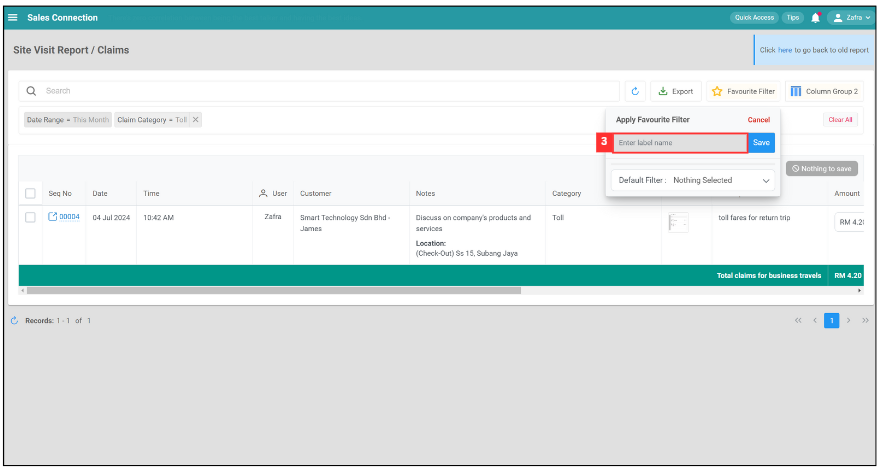 Sales Connection
Quick Access
Tips
Zafra
Site Visit Report / Claims
Click here to go back to old report
Search
Export
Favourite Filter
Column Group 2
Date Range = This Month
Claim Category = Toll
Clear All
Apply Favourite Filter
Cancel
3
Enter label name
Save
Default Filter : Nothing Selected
Nothing to save
Seq No
Date
Time
User
Customer
Notes
Category
Amount
00004
04 Jul 2024
10:42 AM
Zafra
Smart Technology Sdn Bhd -
James
Discuss on company's products and
services
Location:
(Check-Out) Ss 15, Subang Jaya
Toll
toll fares for return trip
RM 4.20
Total claims for business travels
RM 4.20
Records: 1 - 1 of 1
1